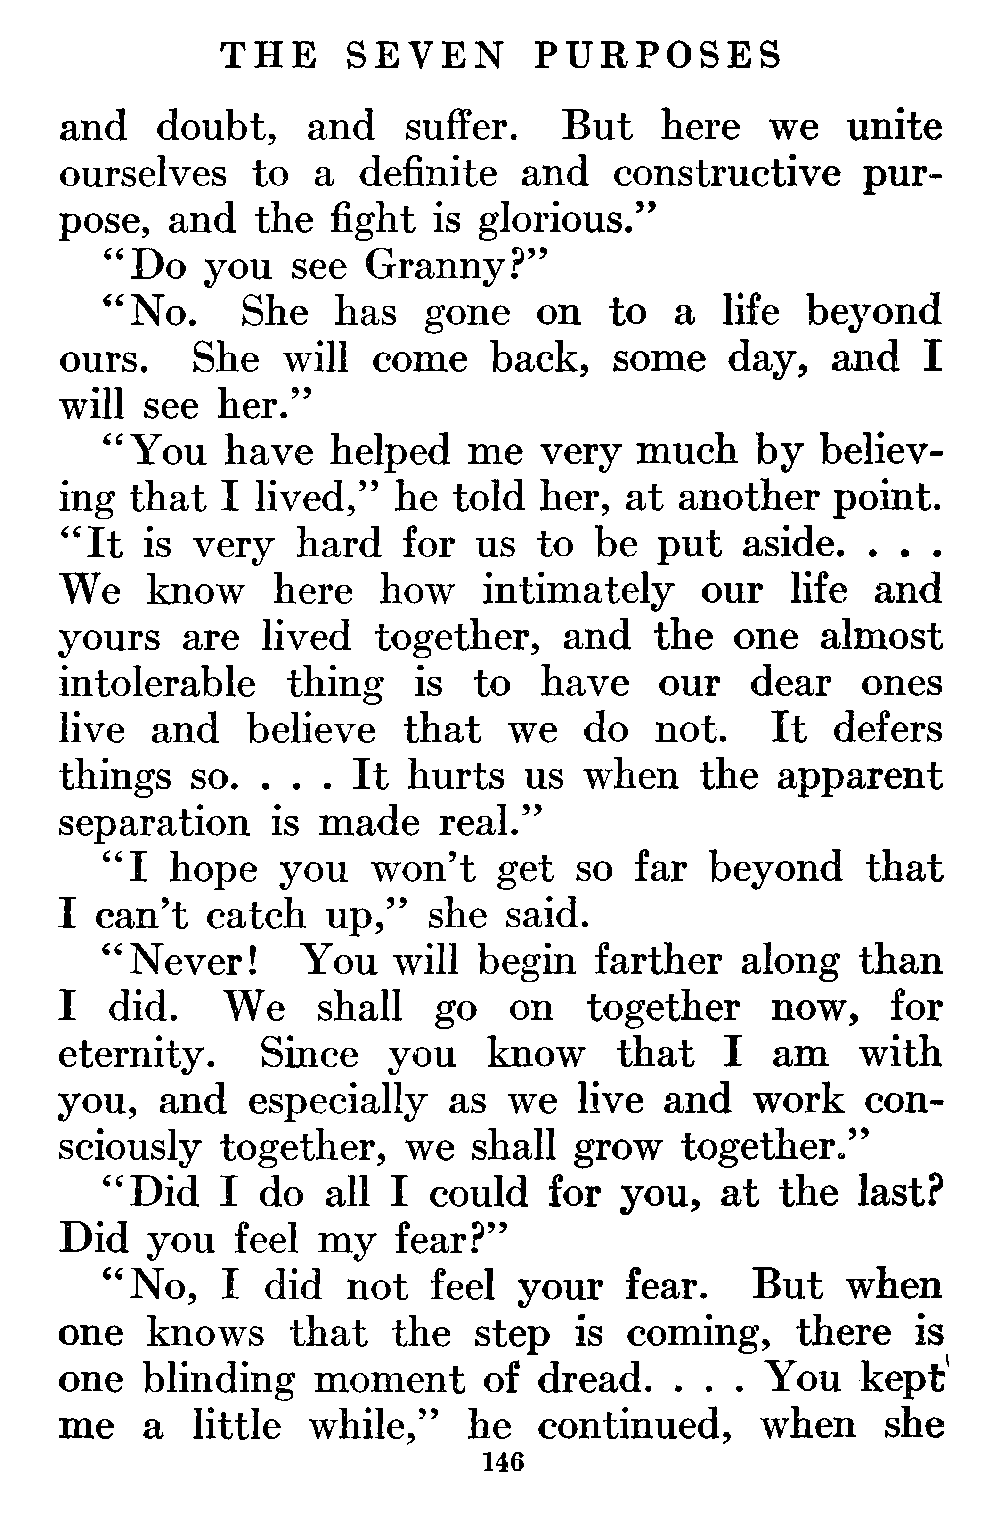 THE SEVEN PURPOSES
and doubt, and suffer. But here we unite
ourselves to a definite and constructive pur-
pose, and the fight is glorious.”
“Do you see Granny?”
“No. She has gone on to a life beyond
ours. She will come back, some day, and I
will see her.”
“You have helped me very much by believ-
ing that I lived,” he told her, at another point.
“It is very hard for us to be put aside. . . .
We know here how intimately our life and
yours are lived together, and the one almost
intolerable thing is to have our dear ones
live and believe that we do not. It defers
things so. . . . It hurts us when the apparent
separation is made real.”
“I hope you won’t get so far beyond that
I can’t catch up,” she said.
“Never! You will begin farther along than
I did. We shall go on together now, for
eternity. Since you know that I am with
you, and especially as we live and work con-
sciously together, we shall grow together.”
“Did I do all I could for you, at the last?
Did you feel my fear?”
“No, I did not feel your fear. But when
one knows that the step is coming, there is
one blinding moment of dread. . . . You kept
me a little while,” he continued, when she
146